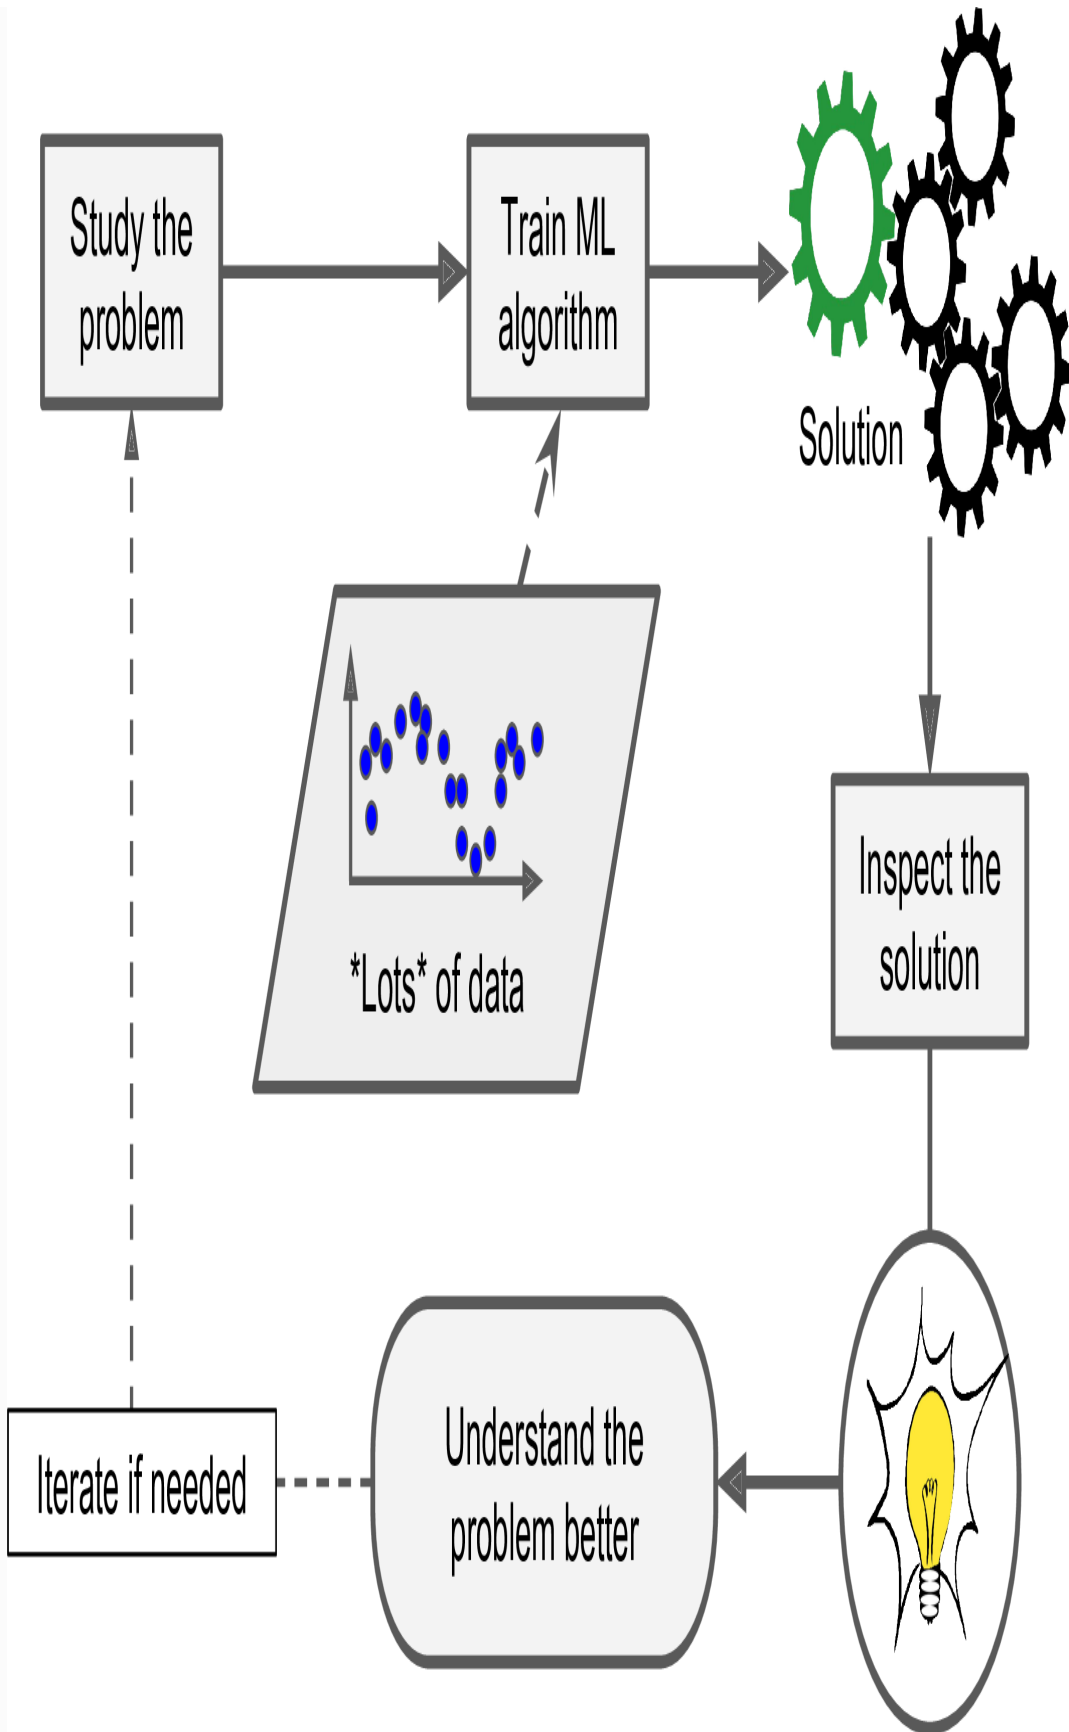 Study the
problem
Train ML
algorithm
Solution
*Lots* of data
Inspect the
solution
Understand the
problem better
Iterate if needed